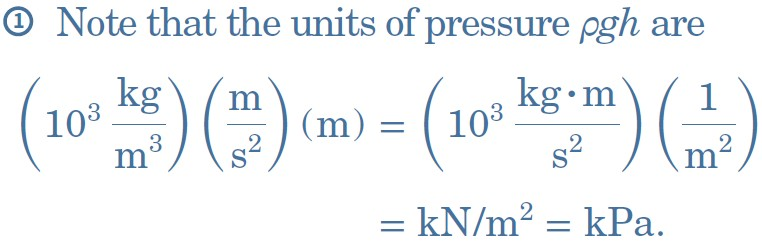 ① Note that the units of pressure ρgh are
(10³ kg/m³) (m/s²) (m) = (10³ kg·m/s²) (1/m²)
= kN/m² = kPa.